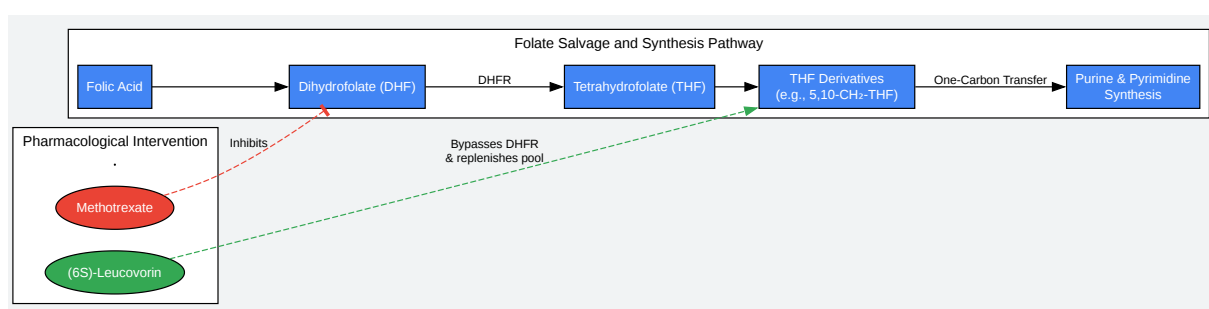 Folate Salvage and Synthesis Pathway
Folic Acid
Dihydrofolate (DHF)
DHFR
Tetrahydrofolate (THF)
THF Derivatives
(e.g., 5,10-CH₂-THF)
One-Carbon Transfer
Purine & Pyrimidine
Synthesis
Pharmacological Intervention
.
Inhibits
Bypasses DHFR
& replenishes pool
Methotrexate
(6S)-Leucovorin